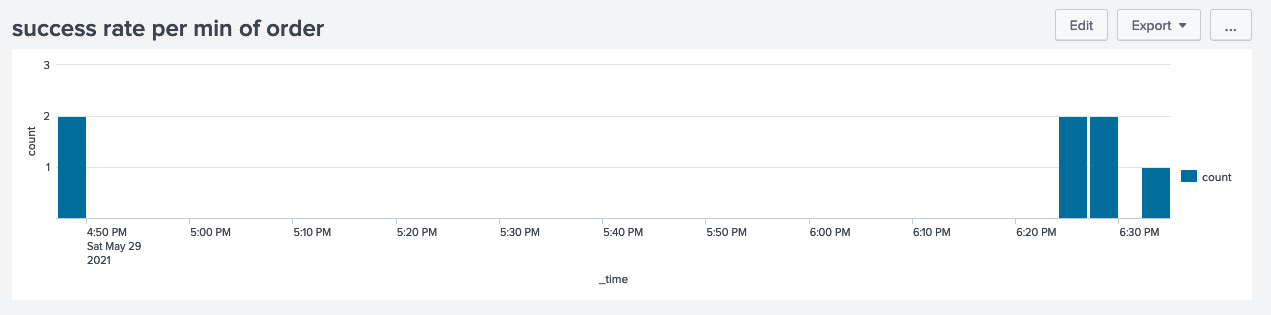 success rate per min of order
Edit
Export
...
3
2
1
count
count
4:50 PM 5:00 PM 5:10 PM 5:20 PM 5:30 PM 5:40 PM 5:50 PM 6:00 PM 6:10 PM 6:20 PM 6:30 PM
Sat May 29
2021
_time